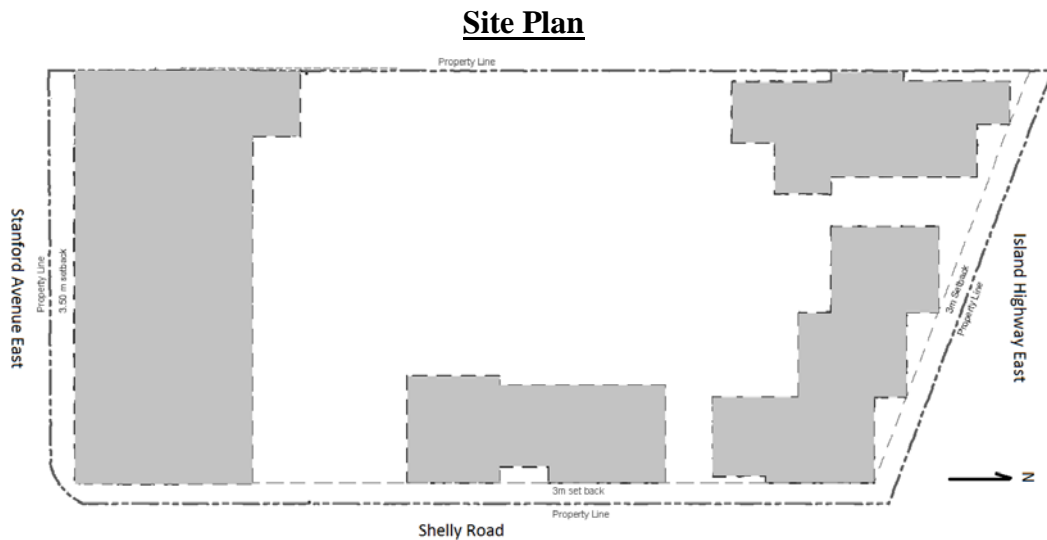 Site Plan
Property Line
Stanford Avenue East
Property Line
3.50 m setback
3m Setback
Property Line
Island Highway East
N
3m set back
Property Line
Shelly Road